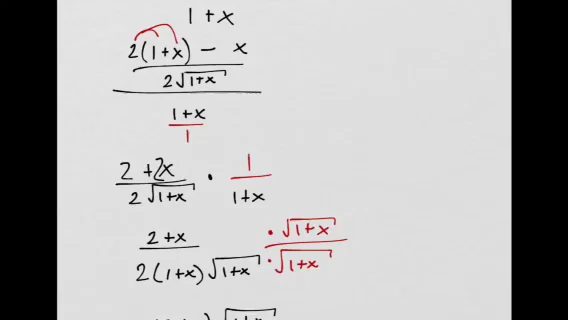 1 + x
2(1+x) − x
2√1+x
1+x
1
2 + 2x / 2√1+x · 1 / 1+x
2+x / 2(1+x)√1+x · √1+x / · √1+x